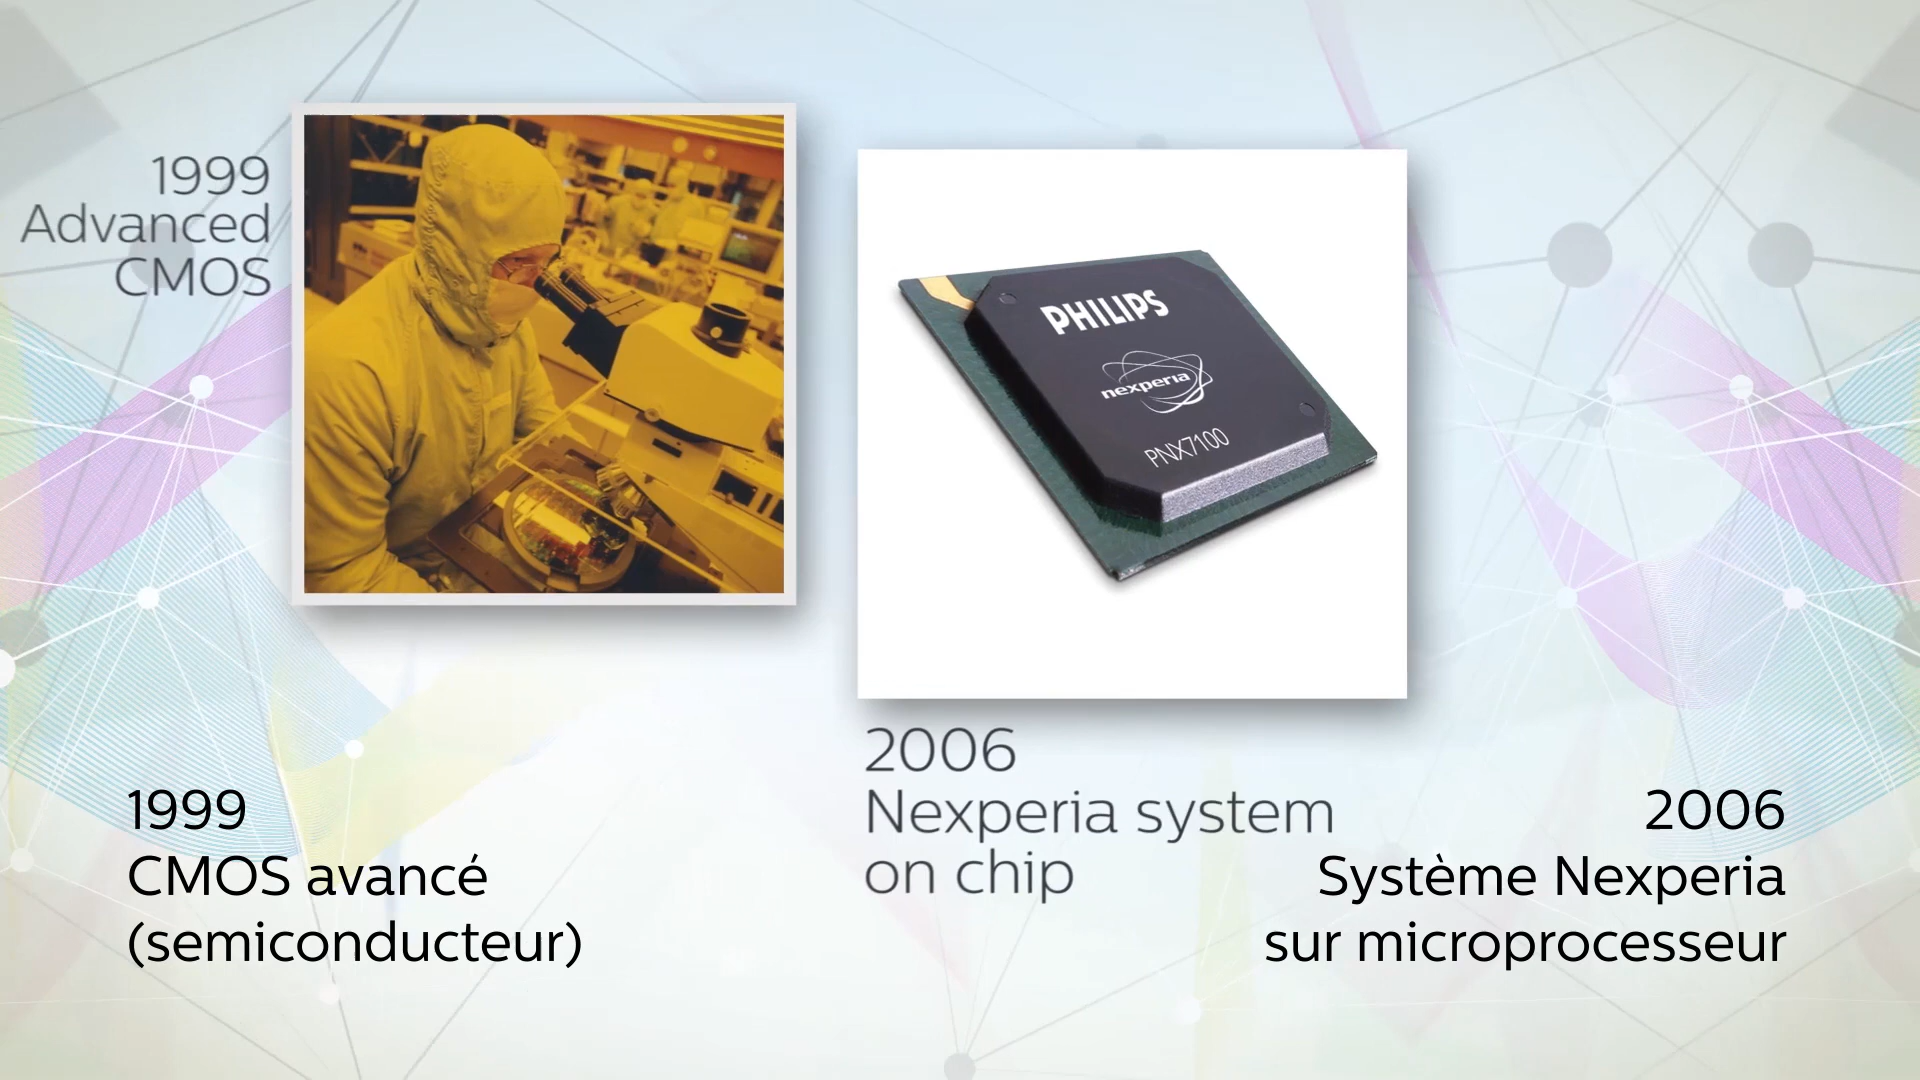 1999
Advanced
CMOS
PHILIPS
nexperia
PNX7100
2006
Nexperia system
on chip
1999
CMOS avancé
(semiconducteur)
2006
Système Nexperia
sur microprocesseur